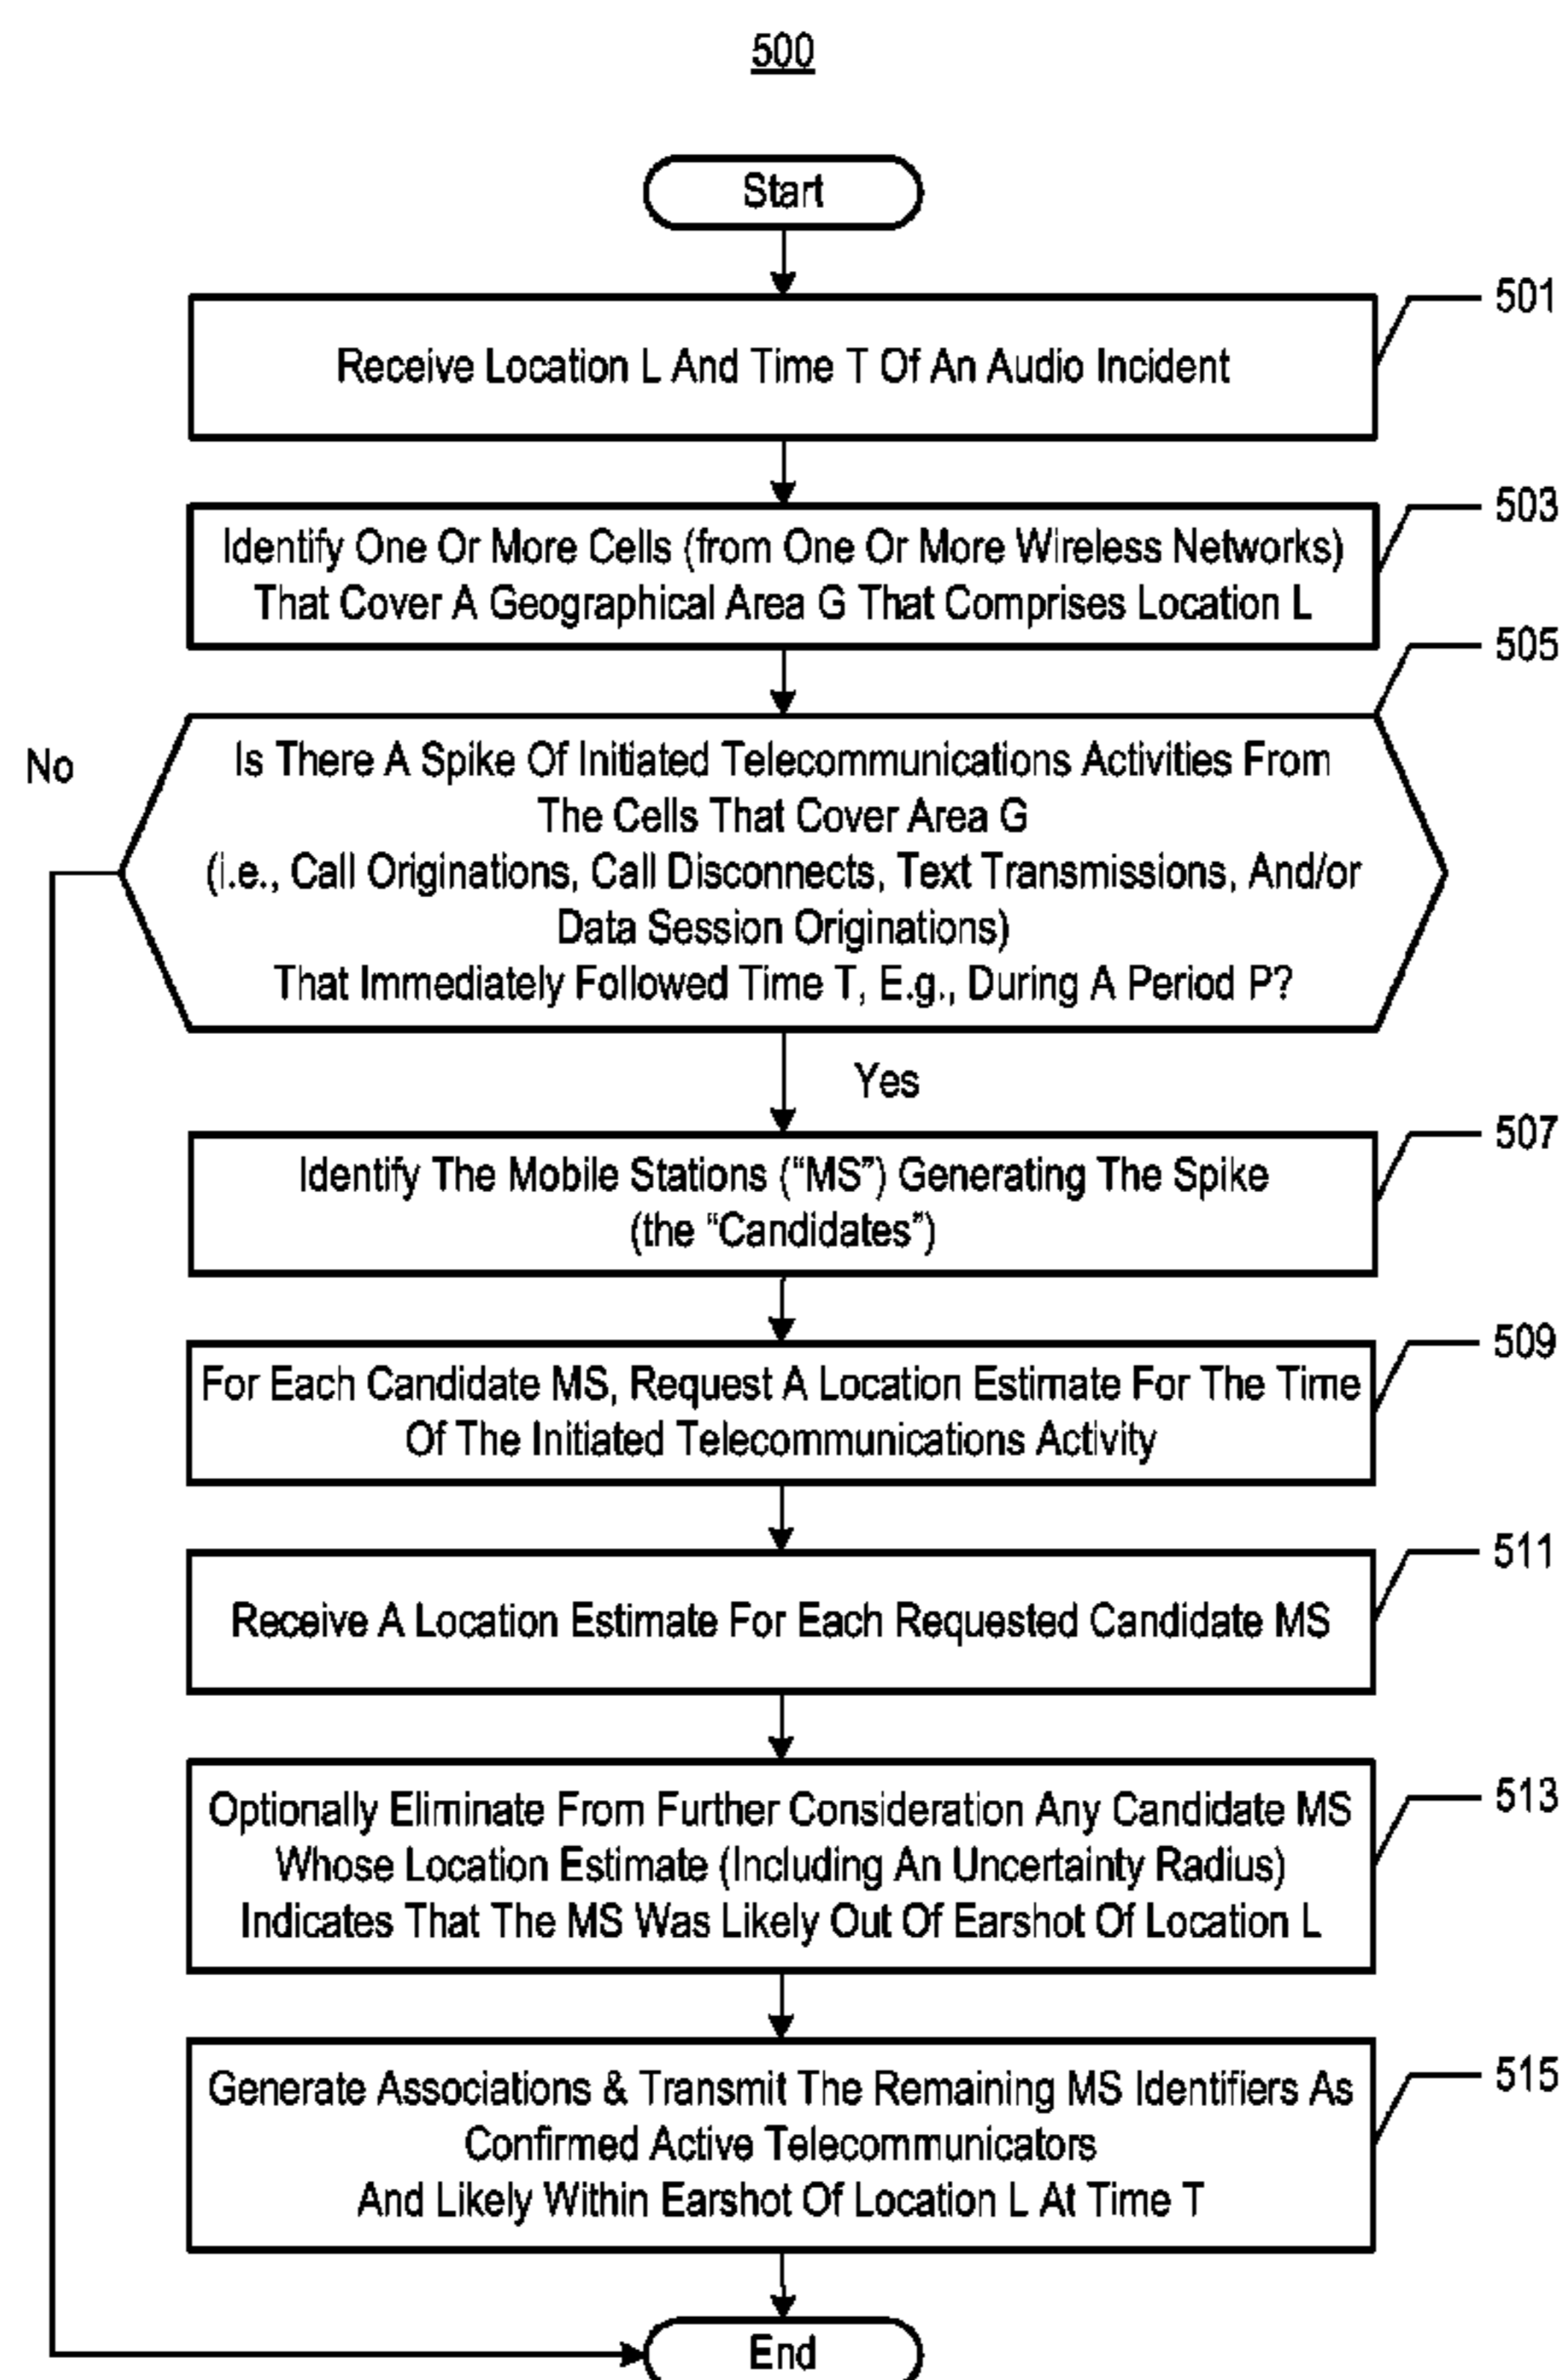 500
Start
501
Receive Location L And Time T Of An Audio Incident
503
Identify One Or More Cells (from One Or More Wireless Networks)
That Cover A Geographical Area G That Comprises Location L
505
No
Is There A Spike Of Initiated Telecommunications Activities From
The Cells That Cover Area G
(i.e., Call Originations, Call Disconnects, Text Transmissions, And/or
Data Session Originations)
That Immediately Followed Time T, E.g., During A Period P?
Yes
507
Identify The Mobile Stations (“MS”) Generating The Spike
(the “Candidates”)
509
For Each Candidate MS, Request A Location Estimate For The Time
Of The Initiated Telecommunications Activity
511
Receive A Location Estimate For Each Requested Candidate MS
513
Optionally Eliminate From Further Consideration Any Candidate MS
Whose Location Estimate (Including An Uncertainty Radius)
Indicates That The MS Was Likely Out Of Earshot Of Location L
515
Generate Associations & Transmit The Remaining MS Identifiers As
Confirmed Active Telecommunicators
And Likely Within Earshot Of Location L At Time T
End